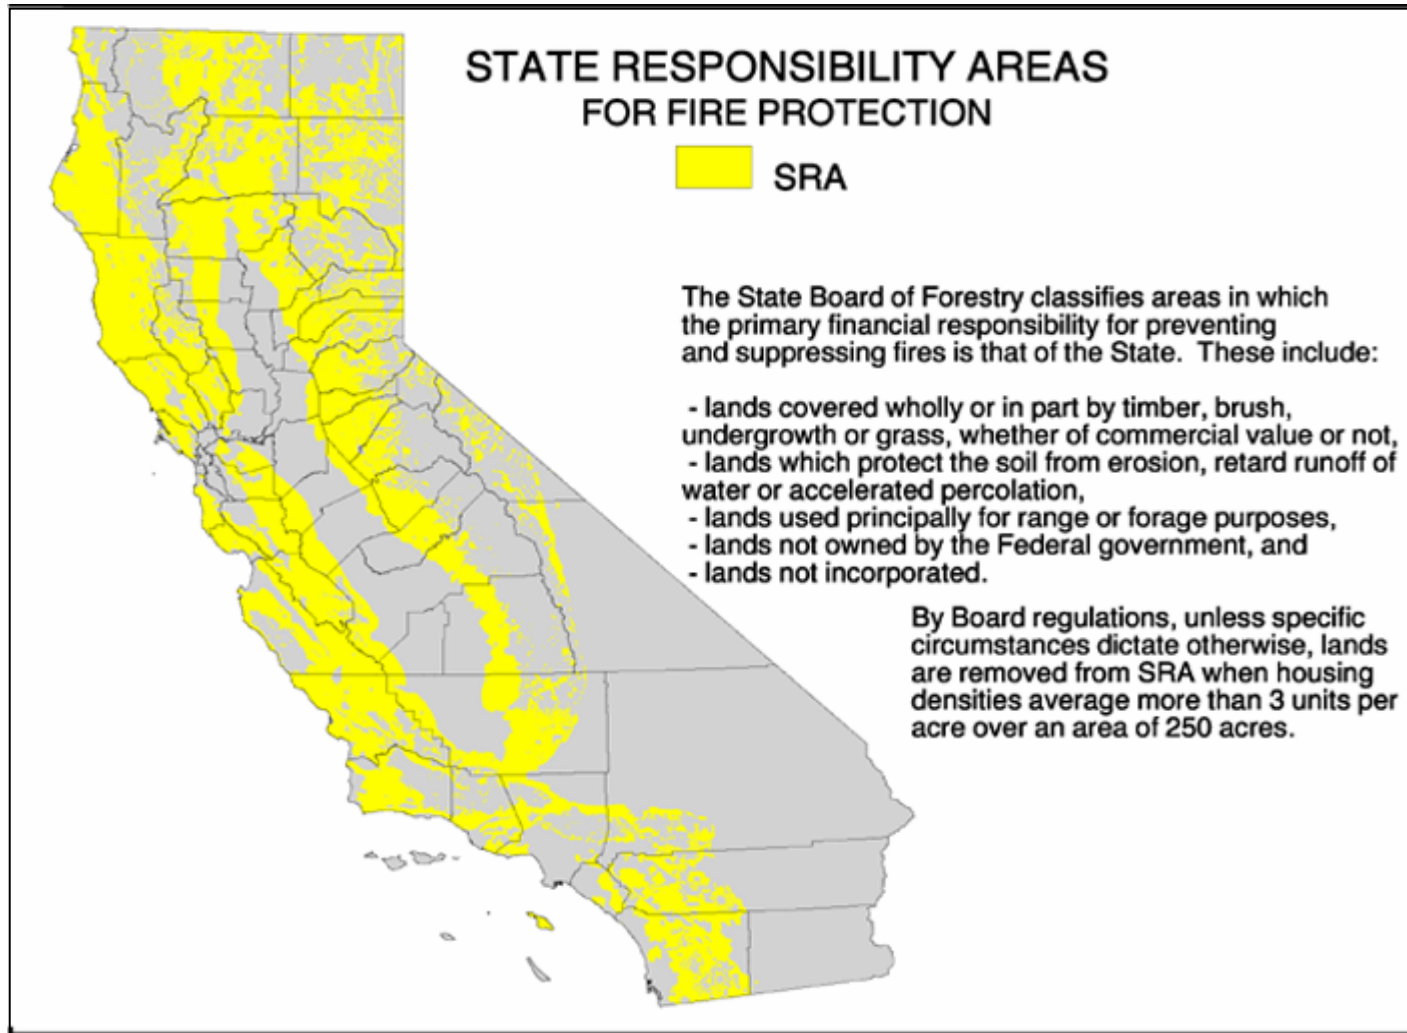 STATE RESPONSIBILITY AREAS
FOR FIRE PROTECTION
SRA
The State Board of Forestry classifies areas in which
the primary financial responsibility for preventing
and suppressing fires is that of the State.  These include:
- lands covered wholly or in part by timber, brush,
undergrowth or grass, whether of commercial value or not,
- lands which protect the soil from erosion, retard runoff of
water or accelerated percolation,
- lands used principally for range or forage purposes,
- lands not owned by the Federal government, and
- lands not incorporated.
By Board regulations, unless specific
circumstances dictate otherwise, lands
are removed from SRA when housing
densities average more than 3 units per
acre over an area of 250 acres.